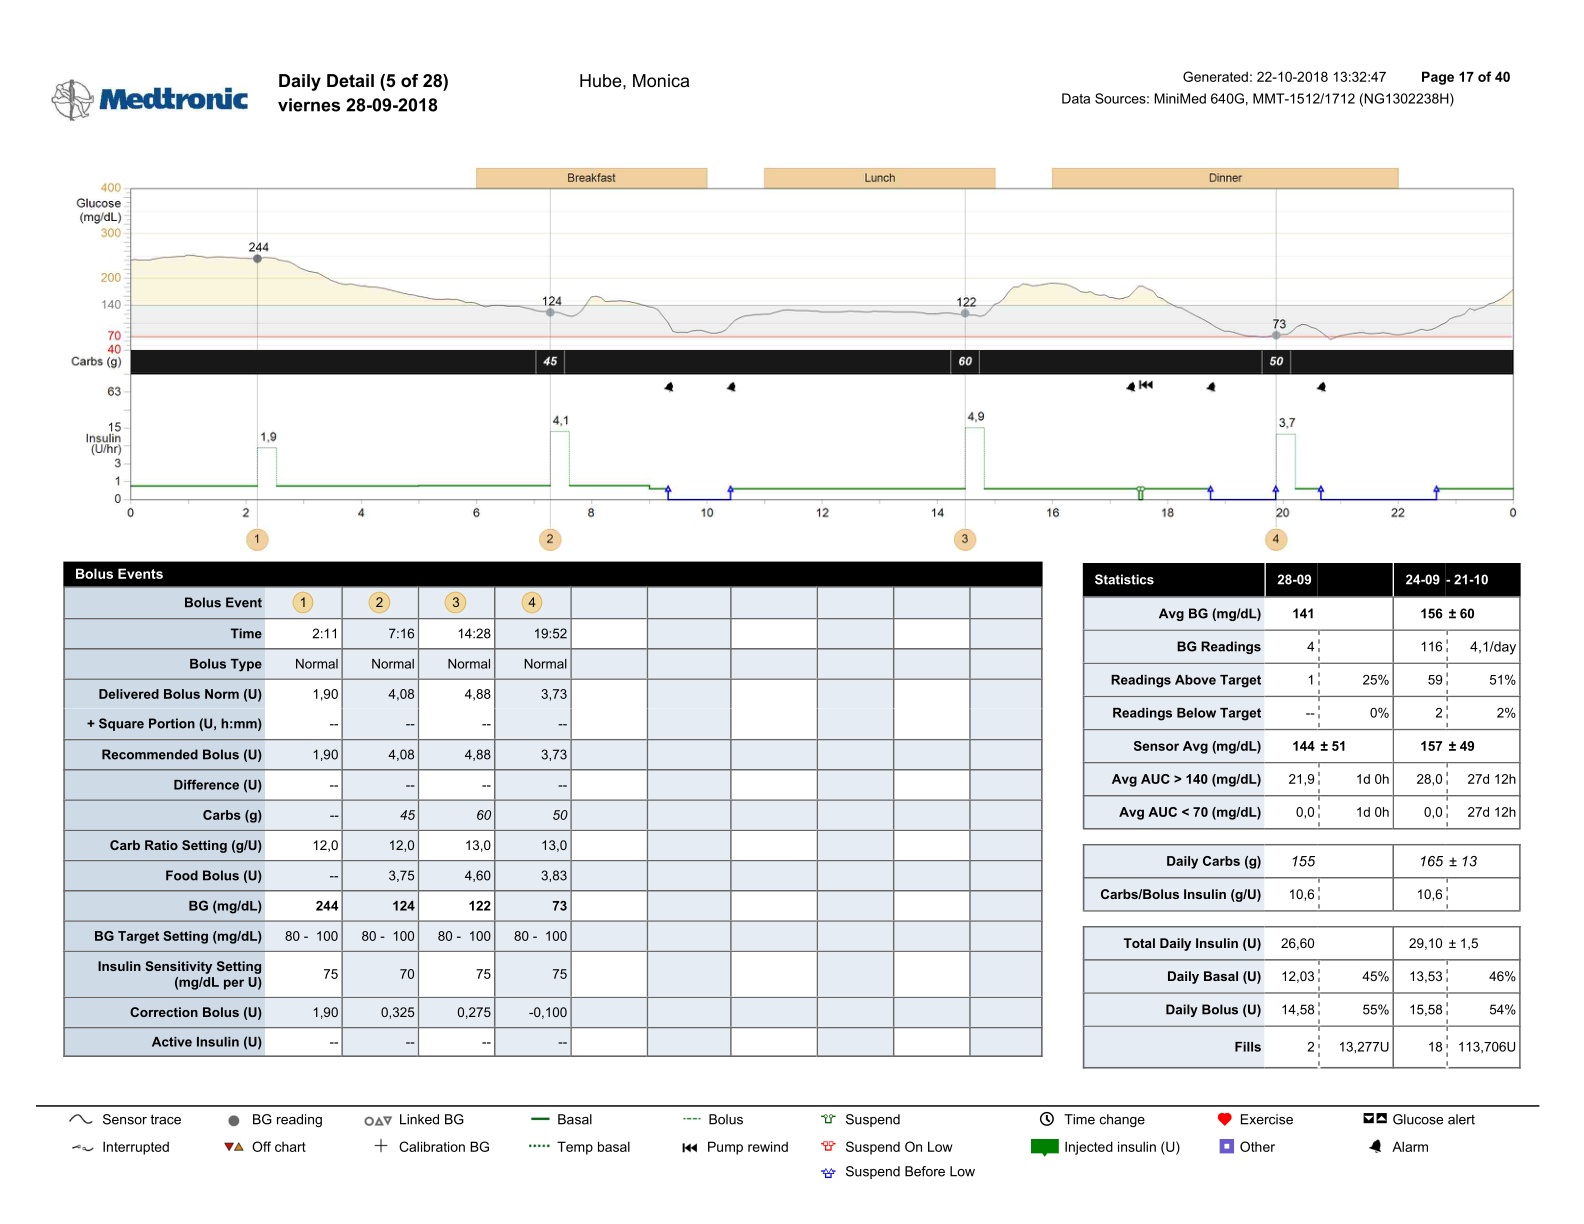 Medtronic
Daily Detail (5 of 28)
viernes 28-09-2018
Hube, Monica
Generated: 22-10-2018 13:32:47 Page 17 of 40
Data Sources: MiniMed 640G, MMT-1512/1712 (NG1302238H)
Breakfast Lunch Dinner
400
Glucose
(mg/dL)
300
244
200
140 124 122
73
70
40
Carbs (g) 45 60 50
63
15 1,9 4,1 4,9 3,7
Insulin
(U/hr)
3
1
0
0 2 4 6 8 10 12 14 16 18 20 22 0
1 2 3 4
Bolus Events
Bolus Event 1 2 3 4
Time 2:11 7:16 14:28 19:52
Bolus Type Normal Normal Normal Normal
Delivered Bolus Norm (U) 1,90 4,08 4,88 3,73
+ Square Portion (U, h:mm) -- -- -- --
Recommended Bolus (U) 1,90 4,08 4,88 3,73
Difference (U) -- -- -- --
Carbs (g) -- 45 60 50
Carb Ratio Setting (g/U) 12,0 12,0 13,0 13,0
Food Bolus (U) -- 3,75 4,60 3,83
BG (mg/dL) 244 124 122 73
BG Target Setting (mg/dL) 80 - 100 80 - 100 80 - 100 80 - 100
Insulin Sensitivity Setting
(mg/dL per U) 75 70 75 75
Correction Bolus (U) 1,90 0,325 0,275 -0,100
Active Insulin (U) -- -- -- --
Statistics 28-09 24-09 - 21-10
Avg BG (mg/dL) 141 156 ± 60
BG Readings 4 116 4,1/day
Readings Above Target 1 25% 59 51%
Readings Below Target -- 0% 2 2%
Sensor Avg (mg/dL) 144 ± 51 157 ± 49
Avg AUC > 140 (mg/dL) 21,9 1d 0h 28,0 27d 12h
Avg AUC < 70 (mg/dL) 0,0 1d 0h 0,0 27d 12h
Daily Carbs (g) 155 165 ± 13
Carbs/Bolus Insulin (g/U) 10,6 10,6
Total Daily Insulin (U) 26,60 29,10 ± 1,5
Daily Basal (U) 12,03 45% 13,53 46%
Daily Bolus (U) 14,58 55% 15,58 54%
Fills 2 13,277U 18 113,706U
Sensor trace BG reading Linked BG Basal Bolus Suspend Time change Exercise Glucose alert
Interrupted Off chart Calibration BG Temp basal Pump rewind Suspend On Low Injected insulin (U) Other Alarm
Suspend Before Low